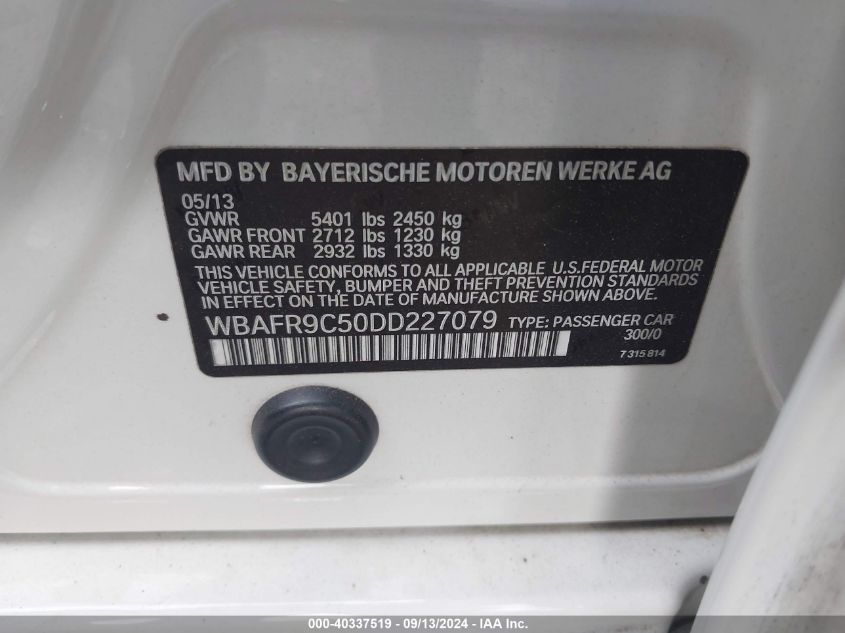 MFD BY BAYERISCHE MOTOREN WERKE AG
05/13
GVWR 5401 lbs 2450 kg
GAWR FRONT 2712 lbs 1230 kg
GAWR REAR 2932 lbs 1330 kg
THIS VEHICLE CONFORMS TO ALL APPLICABLE U.S.FEDERAL MOTOR
VEHICLE SAFETY, BUMPER AND THEFT PREVENTION STANDARDS
IN EFFECT ON THE DATE OF MANUFACTURE SHOWN ABOVE.
WBAFR9C50DD227079 TYPE: PASSENGER CAR
300/0
7 315 814
000-40337519 - 09/13/2024 - IAA Inc.